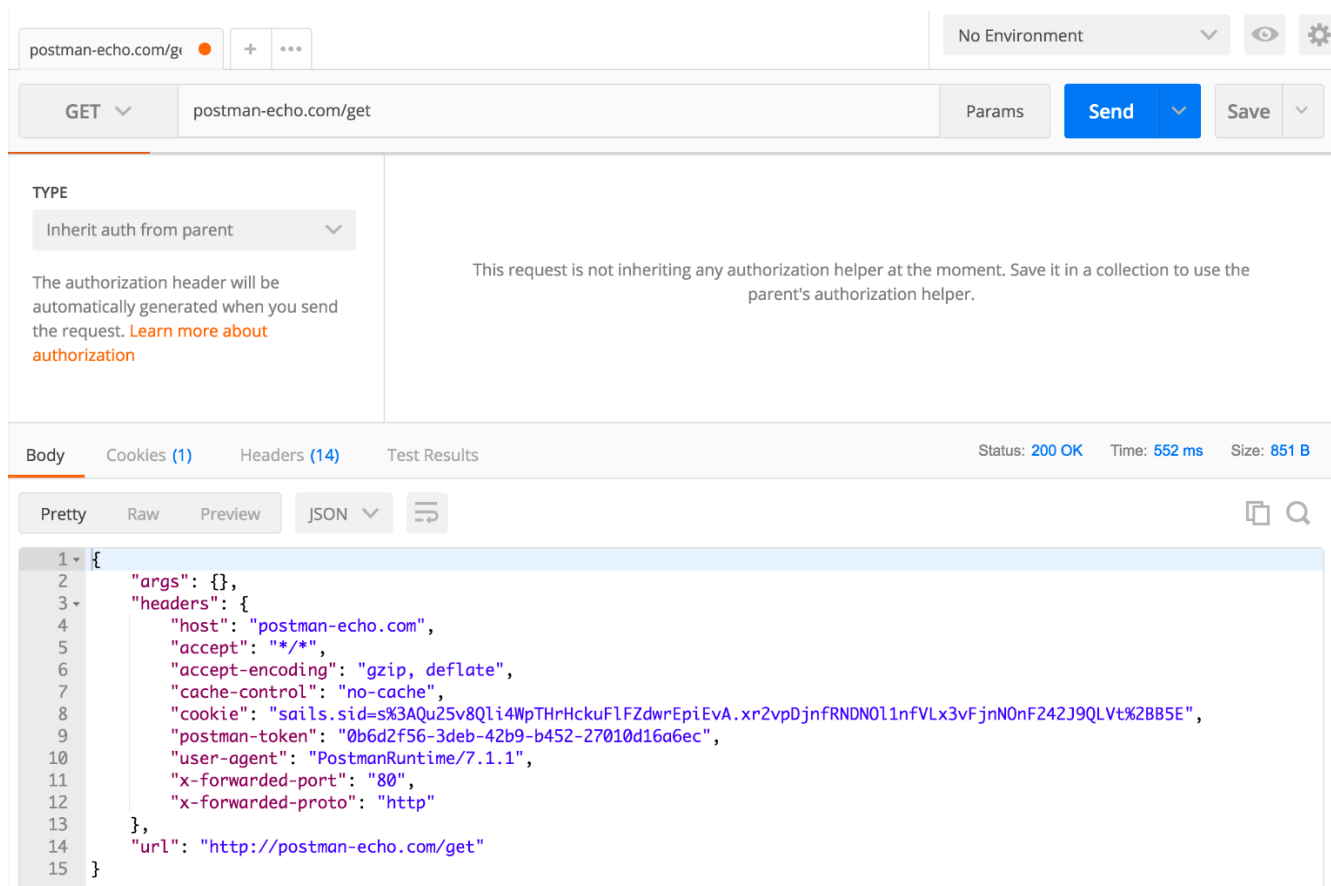 postman-echo.com/ge
+
No Environment
GET
postman-echo.com/get
Params
Send
Save
TYPE
Inherit auth from parent
The authorization header will be
automatically generated when you send
the request. Learn more about
authorization
This request is not inheriting any authorization helper at the moment. Save it in a collection to use the
parent's authorization helper.
Body Cookies (1) Headers (14) Test Results
Status: 200 OK Time: 552 ms Size: 851 B
Pretty Raw Preview JSON
1 {
2 "args": {},
3 "headers": {
4 "host": "postman-echo.com",
5 "accept": "*/*",
6 "accept-encoding": "gzip, deflate",
7 "cache-control": "no-cache",
8 "cookie": "sails.sid=s%3AQu25v8Qli4WpTHrHckuFlFZdwrEpiEvA.xr2vpDjnfRNDNOl1nfVLx3vFjnNOnF242J9QLVt%2BB5E",
9 "postman-token": "0b6d2f56-3deb-42b9-b452-27010d16a6ec",
10 "user-agent": "PostmanRuntime/7.1.1",
11 "x-forwarded-port": "80",
12 "x-forwarded-proto": "http"
13 },
14 "url": "http://postman-echo.com/get"
15 }